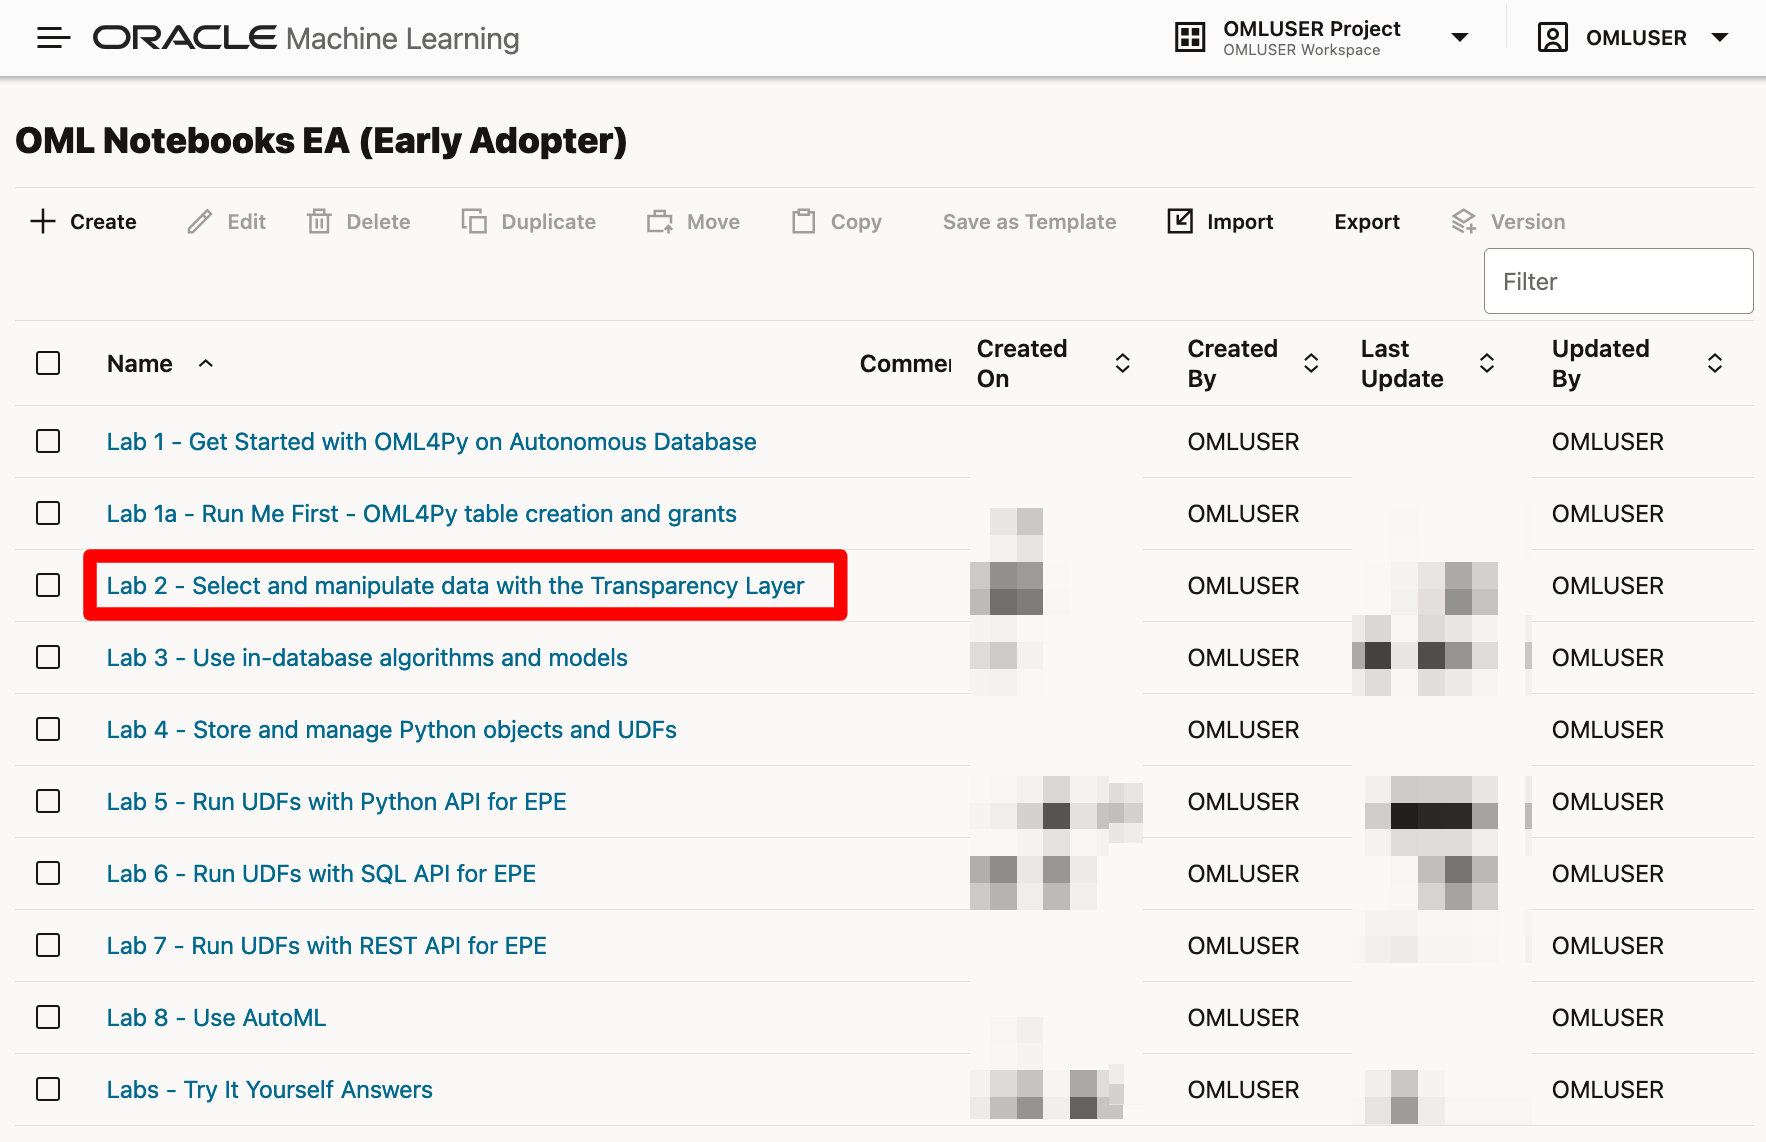 ORACLE Machine Learning
OMLUSER Project
OMLUSER Workspace
OMLUSER
OML Notebooks EA (Early Adopter)
Create Edit Delete Duplicate Move Copy Save as Template Import Export Version
Filter
Name Commer Created On Created By Last Update Updated By
Lab 1 - Get Started with OML4Py on Autonomous Database OMLUSER OMLUSER
Lab 1a - Run Me First - OML4Py table creation and grants OMLUSER OMLUSER
Lab 2 - Select and manipulate data with the Transparency Layer OMLUSER OMLUSER
Lab 3 - Use in-database algorithms and models OMLUSER OMLUSER
Lab 4 - Store and manage Python objects and UDFs OMLUSER OMLUSER
Lab 5 - Run UDFs with Python API for EPE OMLUSER OMLUSER
Lab 6 - Run UDFs with SQL API for EPE OMLUSER OMLUSER
Lab 7 - Run UDFs with REST API for EPE OMLUSER OMLUSER
Lab 8 - Use AutoML OMLUSER OMLUSER
Labs - Try It Yourself Answers OMLUSER OMLUSER